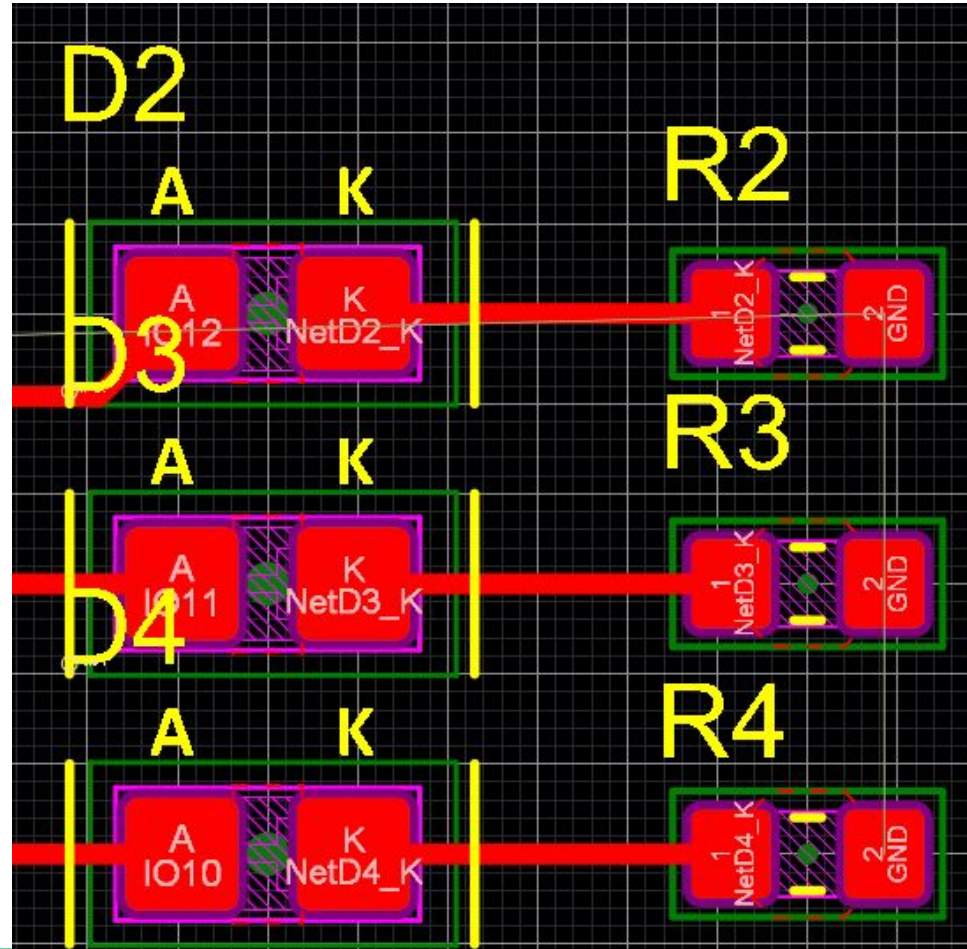 D2
A K
R2
A
IO12
K
NetD2_K
1
NetD2_K
2
GND
D3
A K
R3
A
IO11
K
NetD3_K
1
NetD3_K
2
GND
D4
A K
R4
A
IO10
K
NetD4_K
1
NetD4_K
2
GND